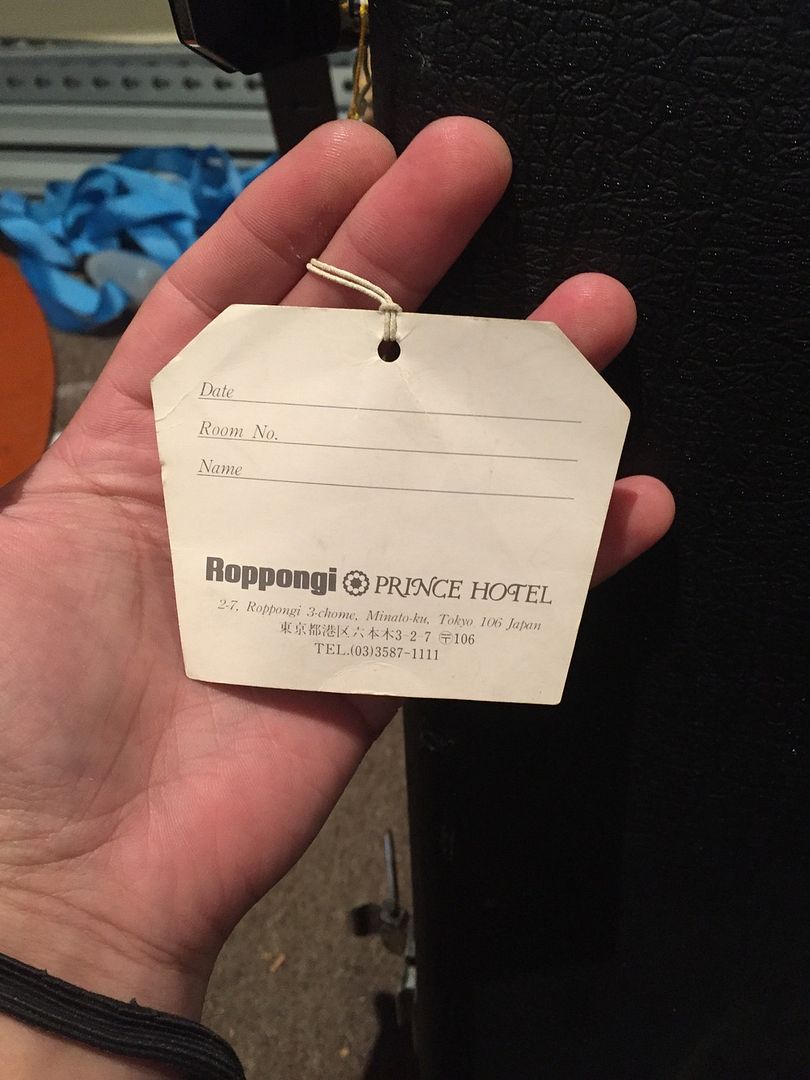 Date
Room No.
Name
Roppongi PRINCE HOTEL
2-7, Roppongi 3-chome, Minato-ku, Tokyo 106 Japan
東京都港区六本木3-2-7 〶106
TEL.(03)3587-1111